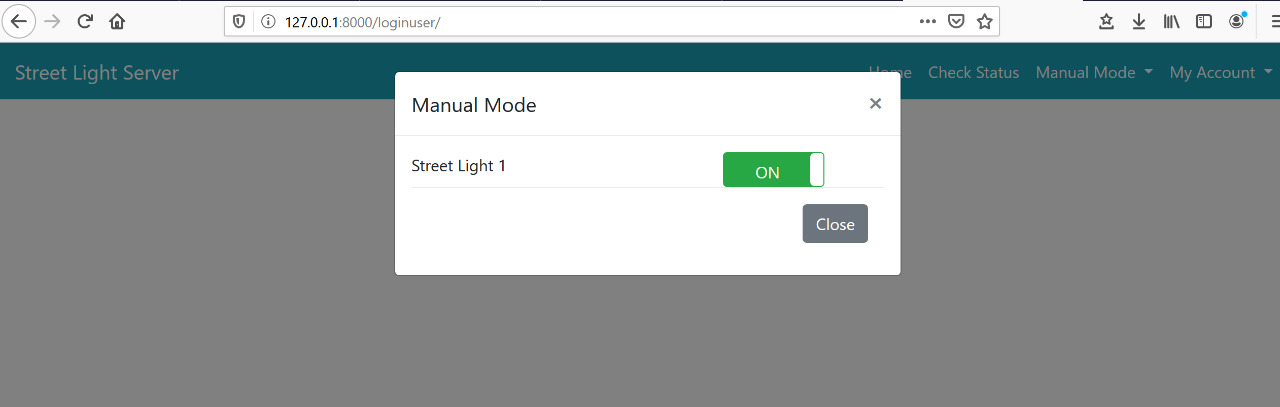 127.0.0.1:8000/loginuser/
Street Light Server
Home Check Status Manual Mode My Account
Manual Mode
Street Light 1
ON
Close